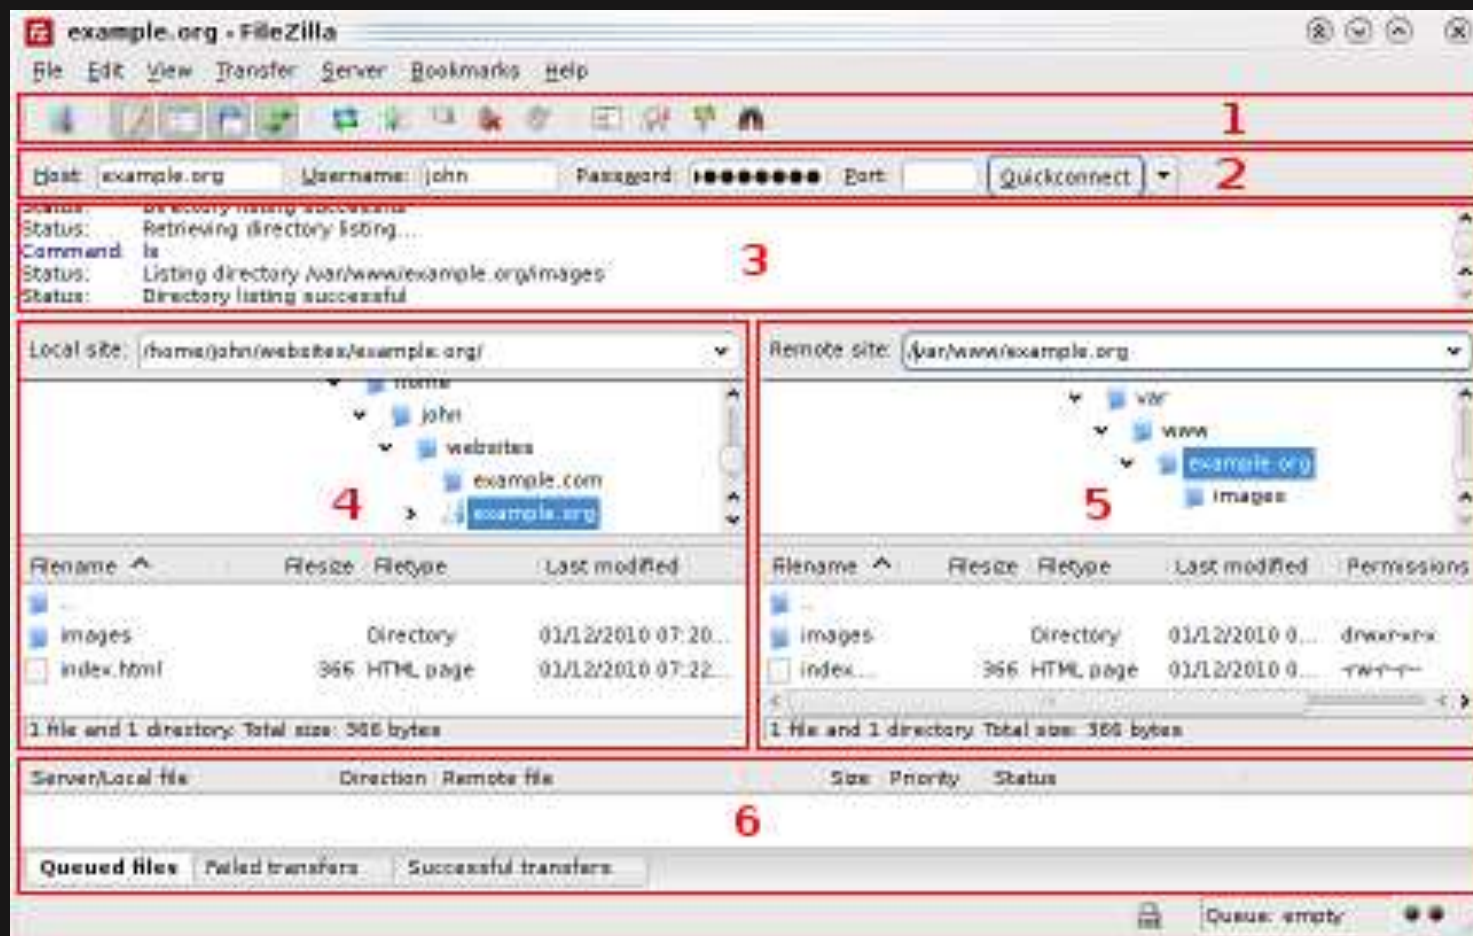 example.org - FileZilla
File Edit View Transfer Server Bookmarks Help
1
Host: example.org Username: john Password: Port: Quickconnect 2
Status: Directory listing successful
Status: Retrieving directory listing...
Command: ls
Status: Listing directory /var/www/example.org/images
Status: Directory listing successful
3
Local site: /home/john/websites/example.org/
home
john
websites
example.com
example.org
4
Filename Filesize Filetype Last modified
..
images Directory 01/12/2010 07:20...
index.html 366 HTML page 01/12/2010 07:22...
1 file and 1 directory. Total size: 366 bytes
Remote site: /var/www/example.org
var
www
example.org
images
5
Filename Filesize Filetype Last modified Permissions
..
images Directory 01/12/2010 0... drwxr-xr-x
index... 366 HTML page 01/12/2010 0... -rw-r--r--
1 file and 1 directory. Total size: 366 bytes
Server/Local file Direction Remote file Size Priority Status
6
Queued files Failed transfers Successful transfers
Queue: empty